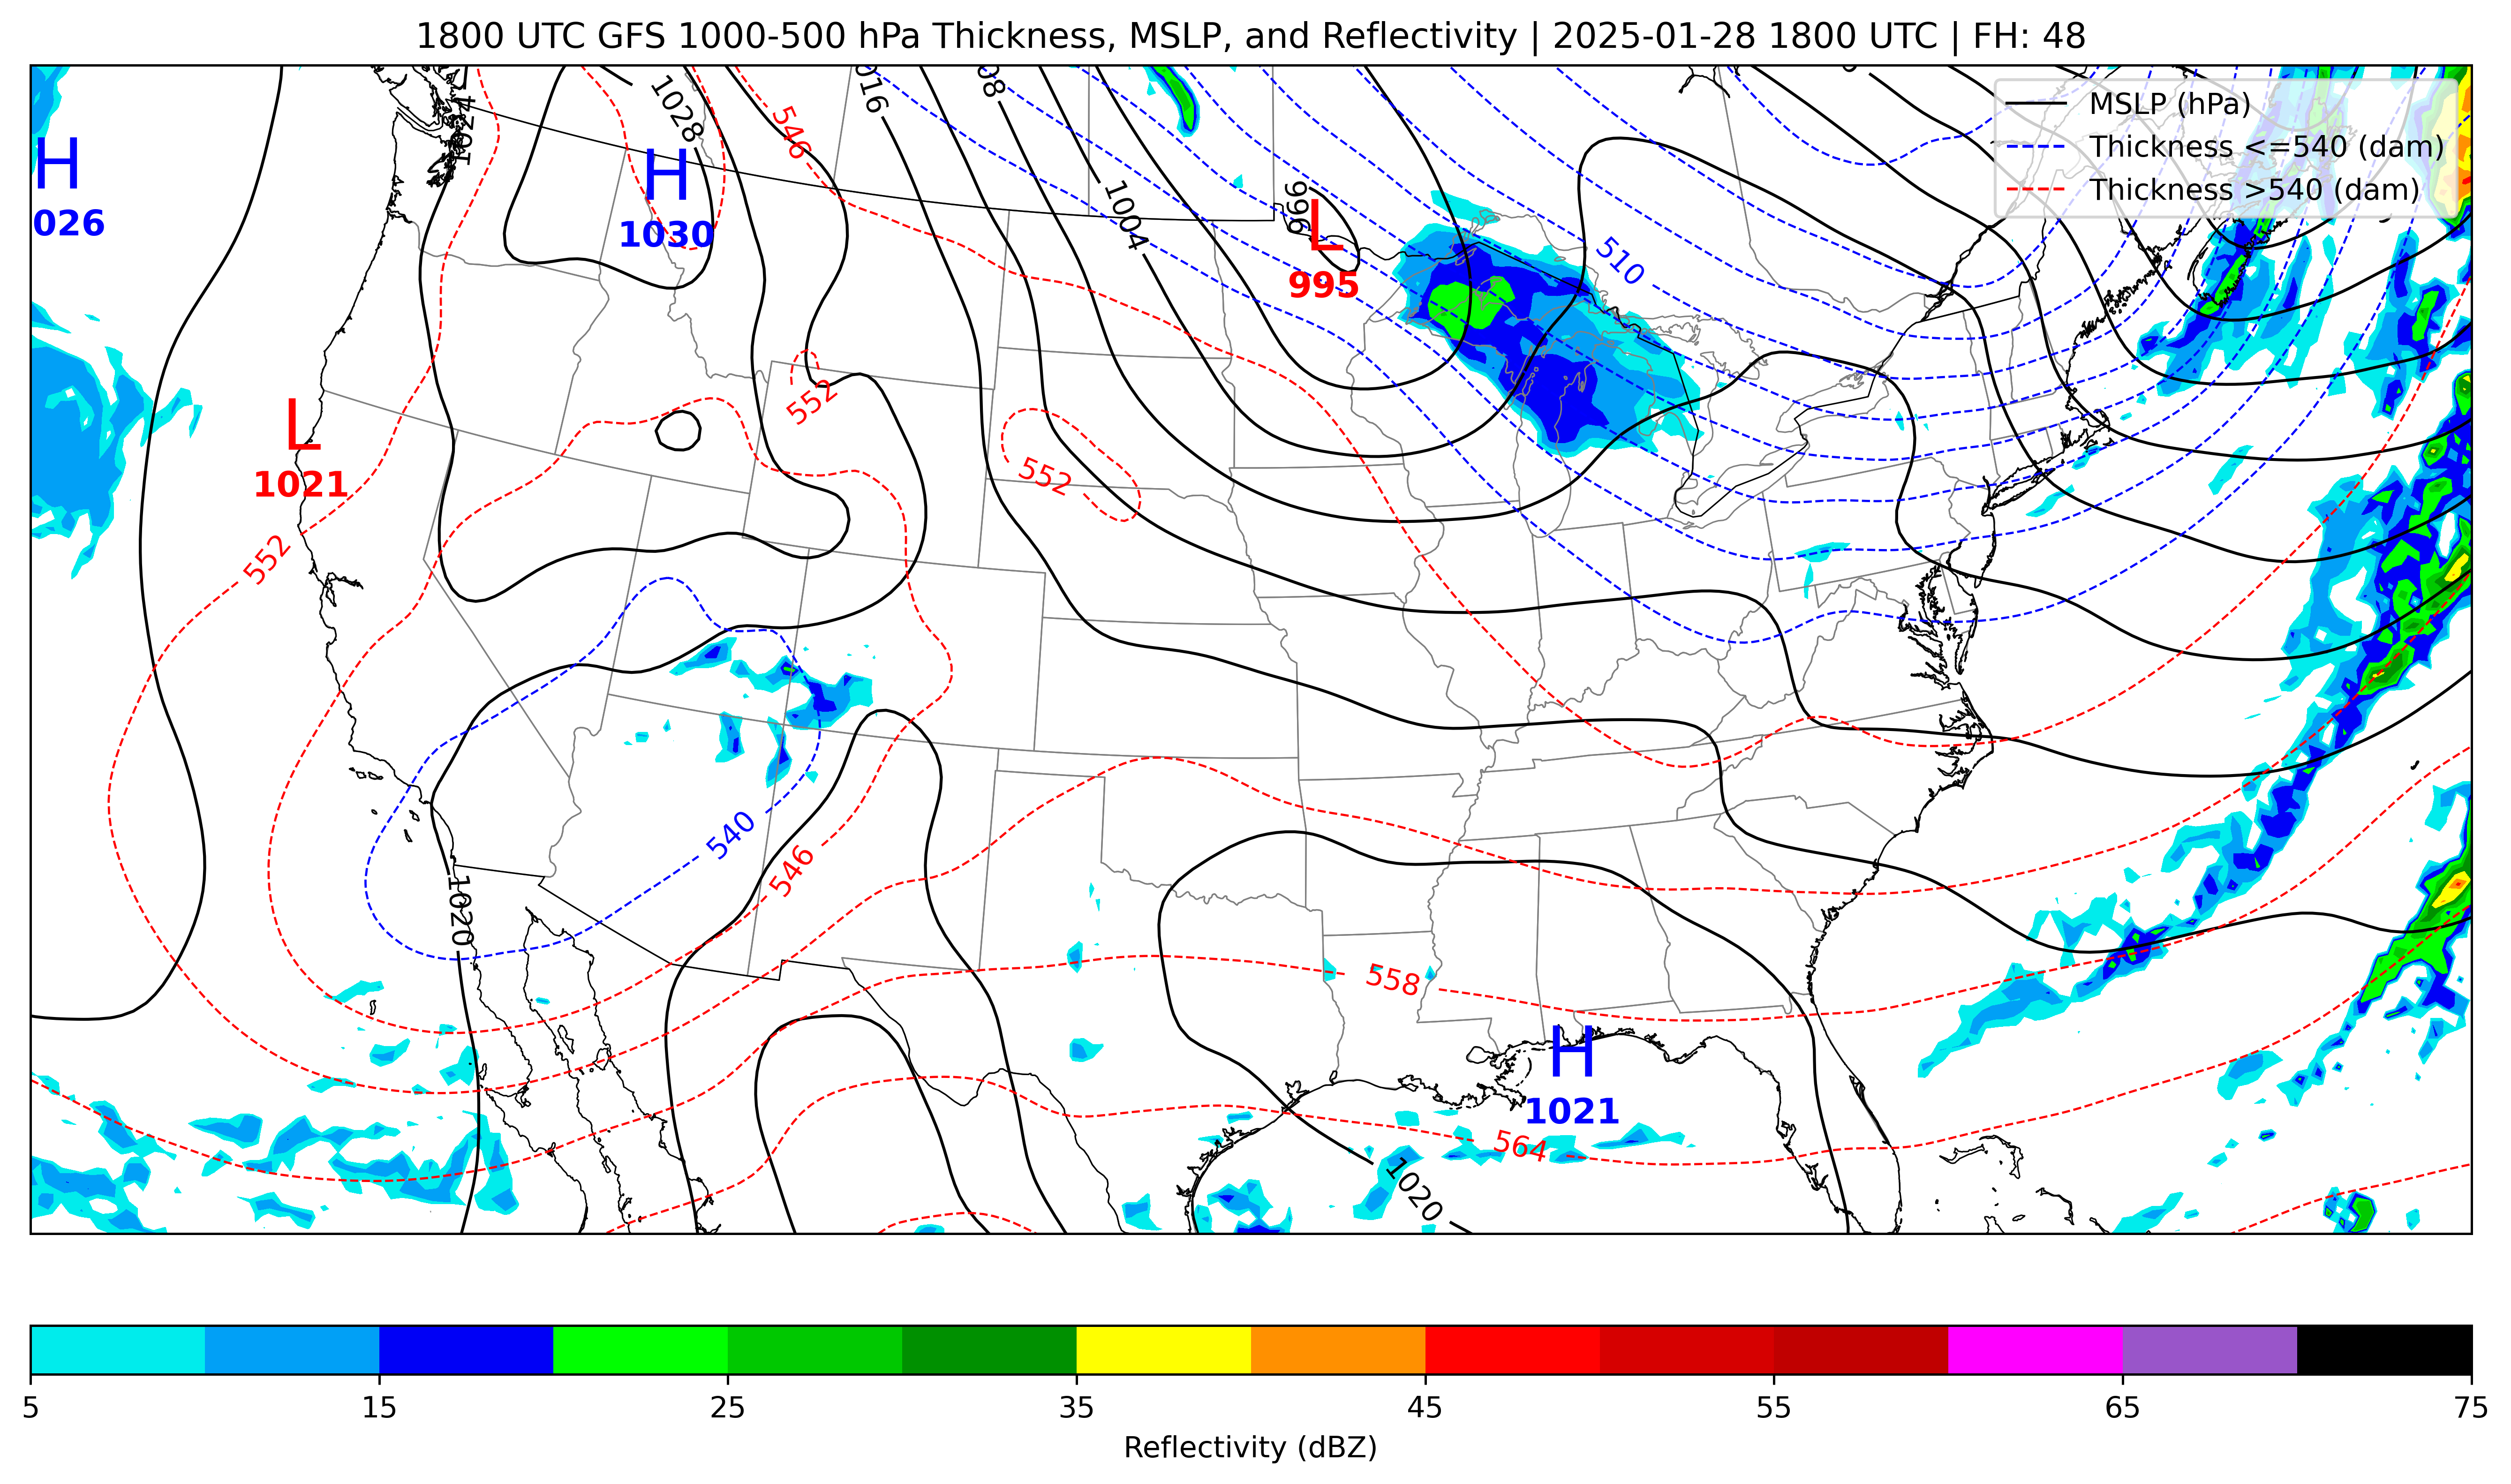 1800 UTC GFS 1000-500 hPa Thickness, MSLP, and Reflectivity | 2025-01-28 1800 UTC | FH: 48
MSLP (hPa)
Thickness <=540 (dam)
Thickness >540 (dam)
1024
1028
546
016
08
1004
996
510
H
026
H
1030
L
995
L
1021
552
552
552
540
546
1020
558
H
1021
564
1020
5 15 25 35 45 55 65 75
Reflectivity (dBZ)